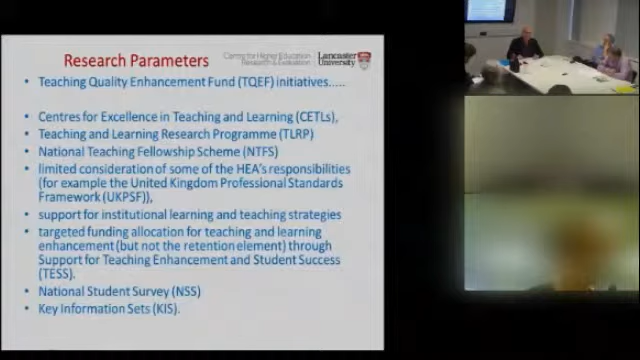 Research Parameters
Centre for Higher Education
Research & Evaluation
Lancaster
University
• Teaching Quality Enhancement Fund (TQEF) initiatives.....
• Centres for Excellence in Teaching and Learning (CETLs),
• Teaching and Learning Research Programme (TLRP)
• National Teaching Fellowship Scheme (NTFS)
• limited consideration of some of the HEA's responsibilities
(for example the United Kingdom Professional Standards
Framework (UKPSF)),
• support for institutional learning and teaching strategies
• targeted funding allocation for teaching and learning
enhancement (but not the retention element) through
Support for Teaching Enhancement and Student Success
(TESS).
• National Student Survey (NSS)
• Key Information Sets (KIS).